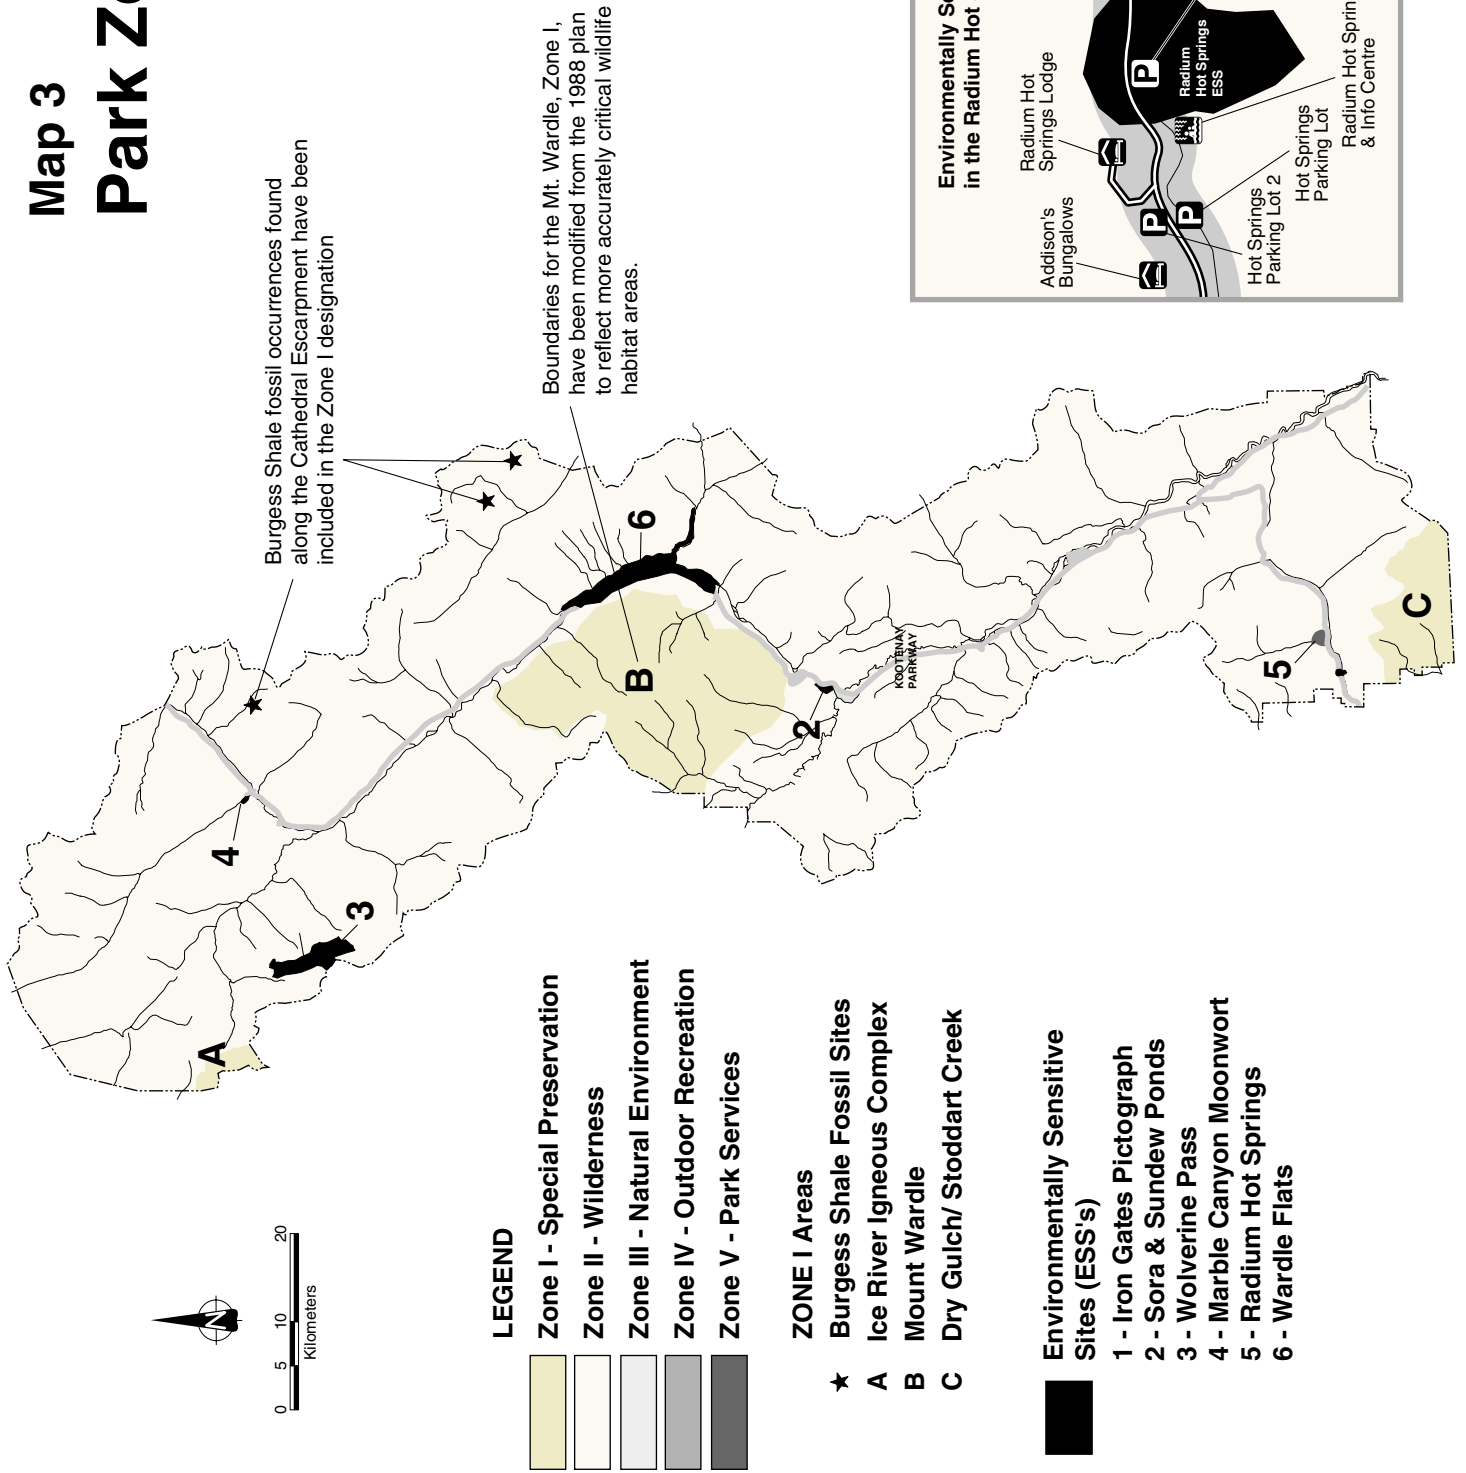 Map 3
Park Zo
Burgess Shale fossil occurrences found
along the Cathedral Escarpment have been
included in the Zone I designation
Boundaries for the Mt. Wardle, Zone I,
have been modified from the 1988 plan
to reflect more accurately critical wildlife
habitat areas.
A
B
C
2
3
4
5
6
KOOTENAY
PARKWAY
N
0 5 10 20
Kilometers
LEGEND
Zone I - Special Preservation
Zone II - Wilderness
Zone III - Natural Environment
Zone IV - Outdoor Recreation
Zone V - Park Services
ZONE I Areas
Burgess Shale Fossil Sites
A Ice River Igneous Complex
B Mount Wardle
C Dry Gulch/ Stoddart Creek
Environmentally Sensitive
Sites (ESS's)
1 - Iron Gates Pictograph
2 - Sora & Sundew Ponds
3 - Wolverine Pass
4 - Marble Canyon Moonwort
5 - Radium Hot Springs
6 - Wardle Flats
Environmentally Se
in the Radium Hot
Radium Hot
Springs Lodge
Addison's
Bungalows
P
P
P
Radium
Hot Springs
ESS
Hot Springs
Parking Lot 2
Hot Springs
Parking Lot
Radium Hot Sprin
& Info Centre